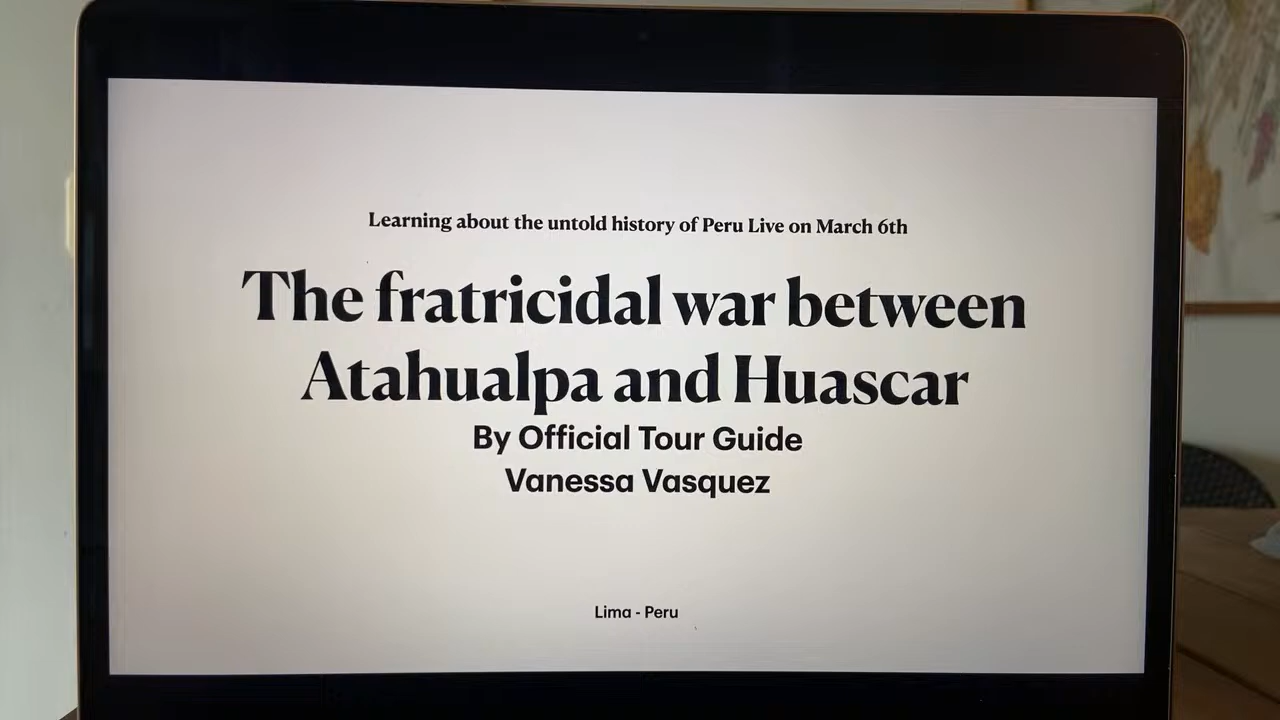 Learning about the untold history of Peru Live on March 6th
The fratricidal war between
Atahualpa and Huascar
By Official Tour Guide
Vanessa Vasquez
Lima - Peru